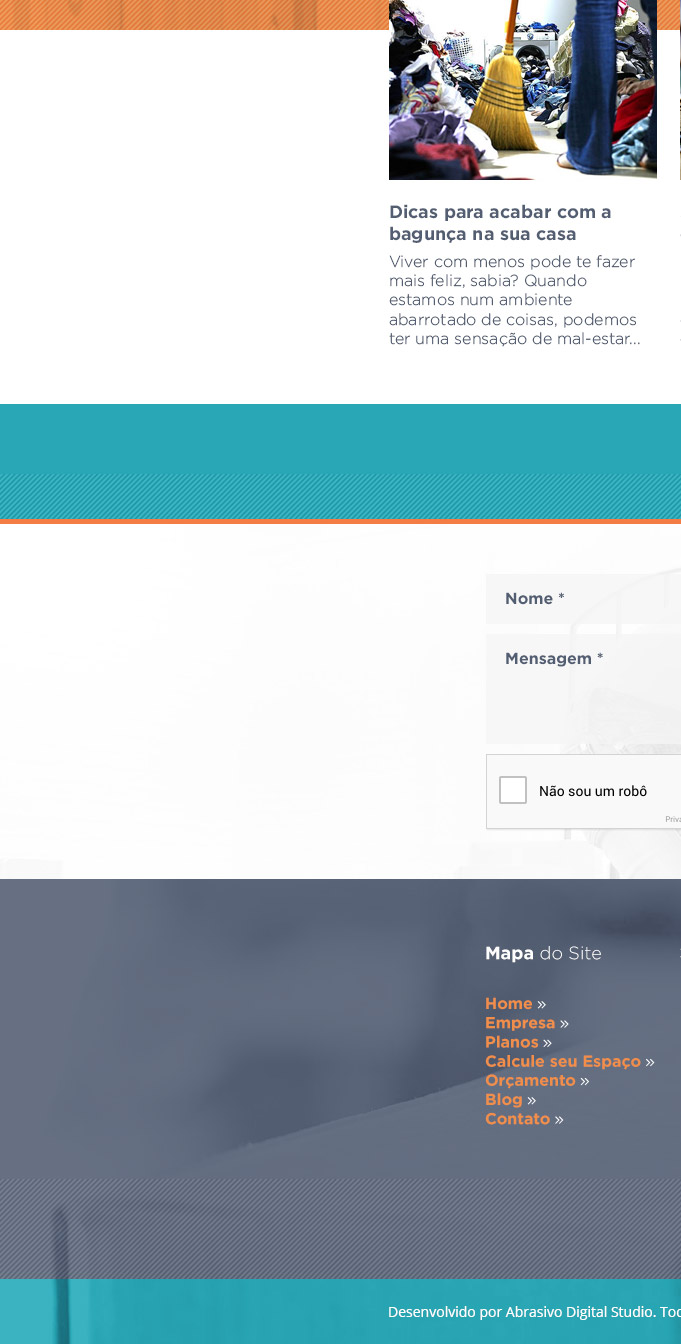 Dicas para acabar com a
bagunça na sua casa
Viver com menos pode te fazer
mais feliz, sabia? Quando
estamos num ambiente
abarrotado de coisas, podemos
ter uma sensação de mal-estar...
Nome *
Mensagem *
Não sou um robô
Mapa do Site
Home »
Empresa »
Planos »
Calcule seu Espaço »
Orçamento »
Blog »
Contato »
Desenvolvido por Abrasivo Digital Studio.